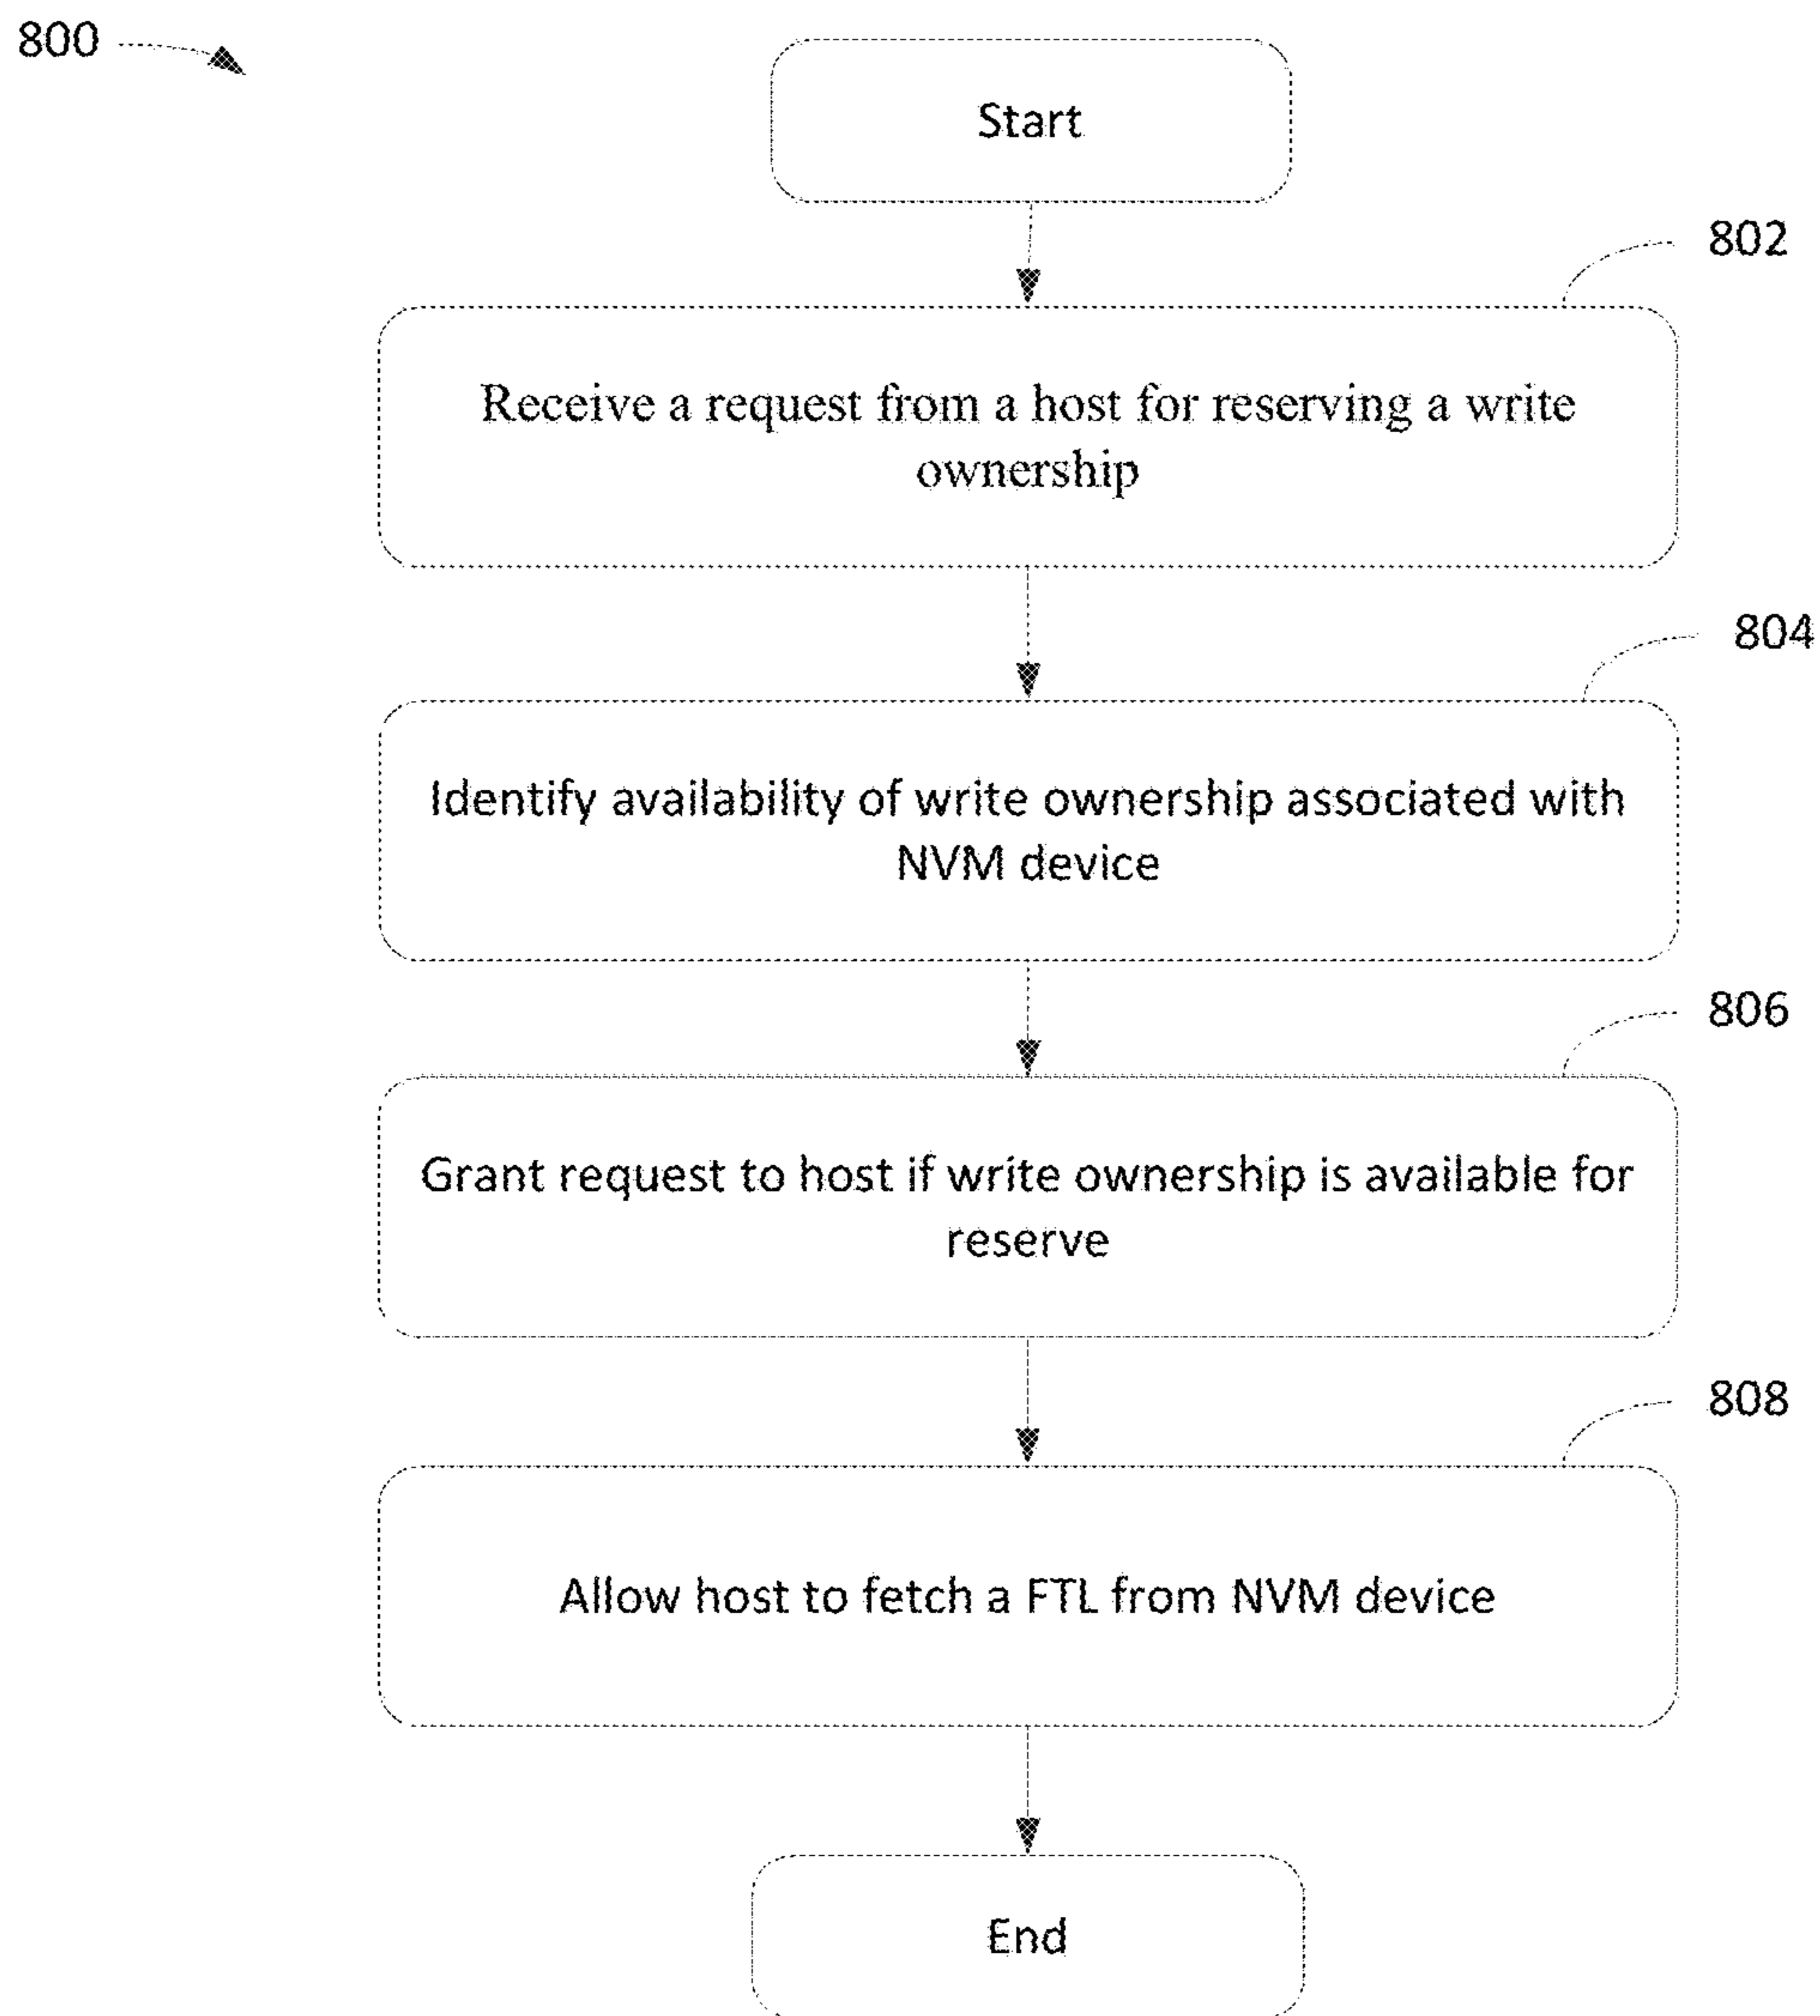 800
Start
802
Receive a request from a host for reserving a write
ownership
804
Identify availability of write ownership associated with
NVM device
806
Grant request to host if write ownership is available for
reserve
808
Allow host to fetch a FTL from NVM device
End